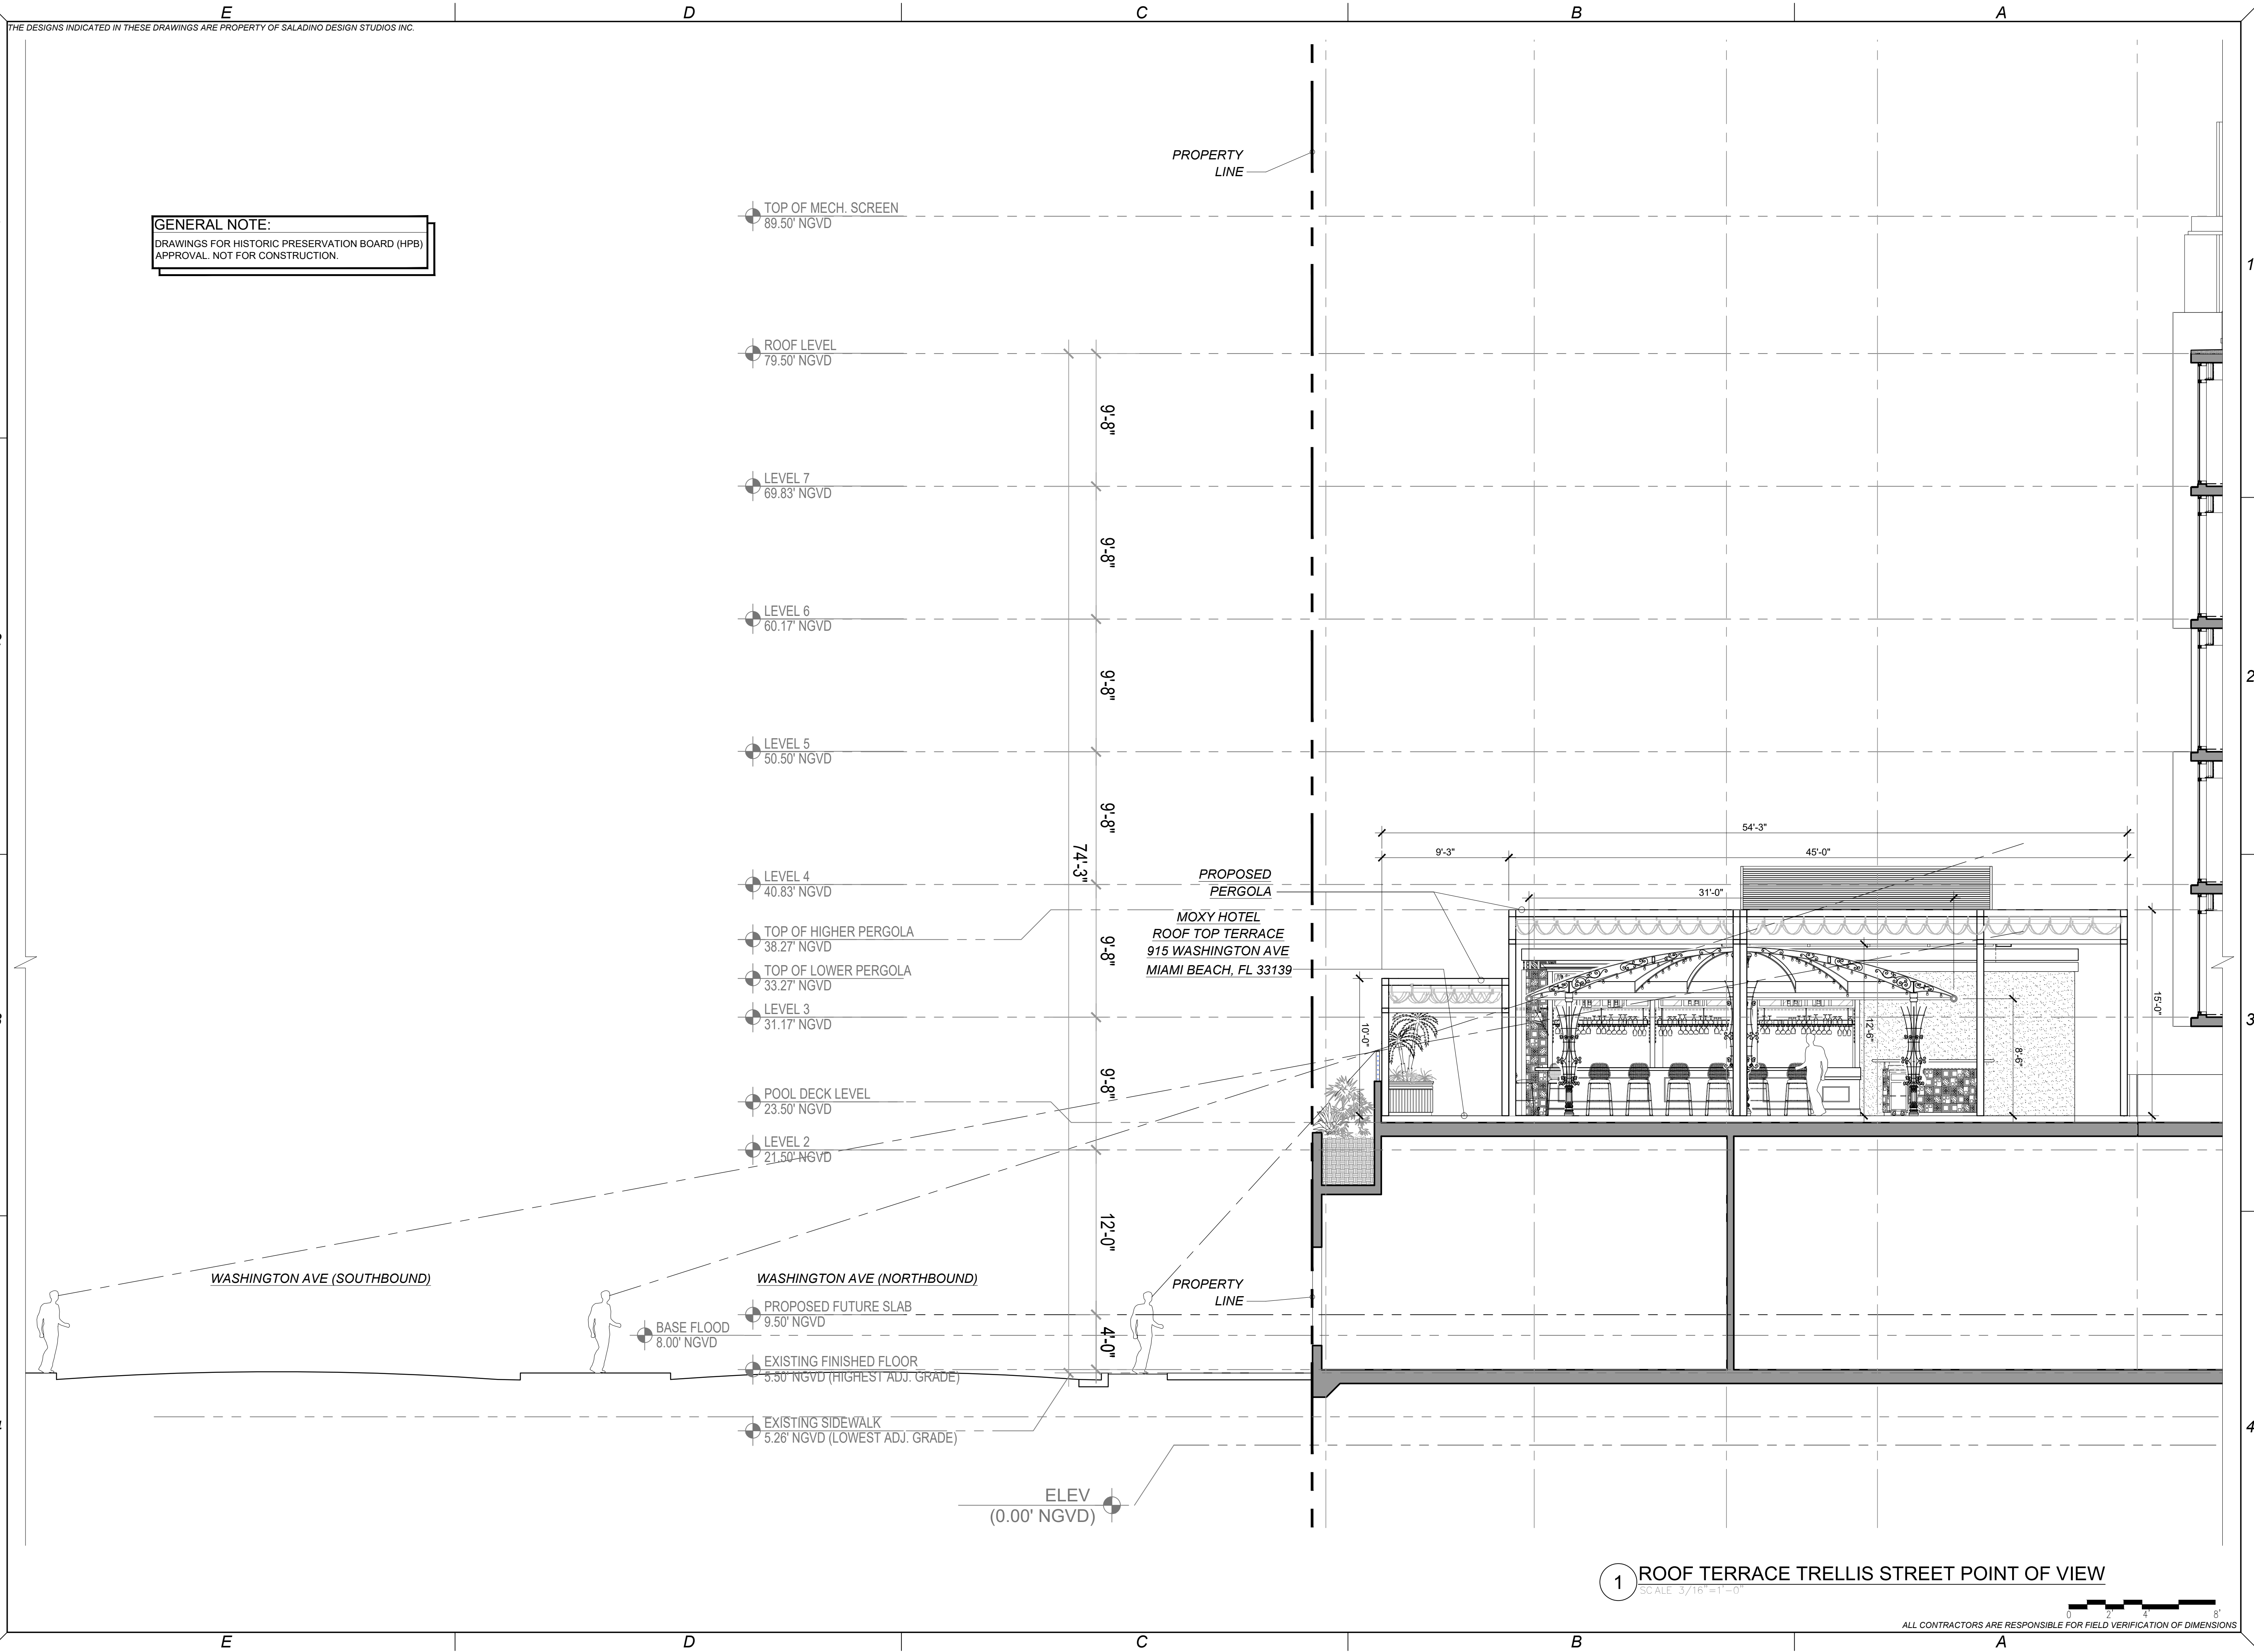 E D C B A
THE DESIGNS INDICATED IN THESE DRAWINGS ARE PROPERTY OF SALADINO DESIGN STUDIOS INC.
PROPERTY
LINE
GENERAL NOTE:
DRAWINGS FOR HISTORIC PRESERVATION BOARD (HPB)
APPROVAL. NOT FOR CONSTRUCTION.
TOP OF MECH. SCREEN
89.50' NGVD
1
ROOF LEVEL
79.50' NGVD
9'-8"
LEVEL 7
69.83' NGVD
9'-8"
LEVEL 6
60.17' NGVD
2
9'-8"
LEVEL 5
50.50' NGVD
9'-8"
74'-3"
LEVEL 4
40.83' NGVD
54'-3"
9'-3"
45'-0"
31'-0"
PROPOSED
PERGOLA
MOXY HOTEL
ROOF TOP TERRACE
915 WASHINGTON AVE
MIAMI BEACH, FL 33139
TOP OF HIGHER PERGOLA
38.27' NGVD
9'-8"
TOP OF LOWER PERGOLA
33.27' NGVD
LEVEL 3
31.17' NGVD
10'-0"
12'-6"
8'-6"
15'-0"
3
9'-8"
POOL DECK LEVEL
23.50' NGVD
LEVEL 2
21.50' NGVD
12'-0"
WASHINGTON AVE (SOUTHBOUND)
WASHINGTON AVE (NORTHBOUND)
PROPERTY
LINE
PROPOSED FUTURE SLAB
9.50' NGVD
BASE FLOOD
8.00' NGVD
4'-0"
EXISTING FINISHED FLOOR
5.50' NGVD (HIGHEST ADJ. GRADE)
EXISTING SIDEWALK
5.26' NGVD (LOWEST ADJ. GRADE)
4
ELEV
(0.00' NGVD)
1 ROOF TERRACE TRELLIS STREET POINT OF VIEW
SCALE 3/16"=1'-0"
0 2' 4' 8'
ALL CONTRACTORS ARE RESPONSIBLE FOR FIELD VERIFICATION OF DIMENSIONS
E D C B A